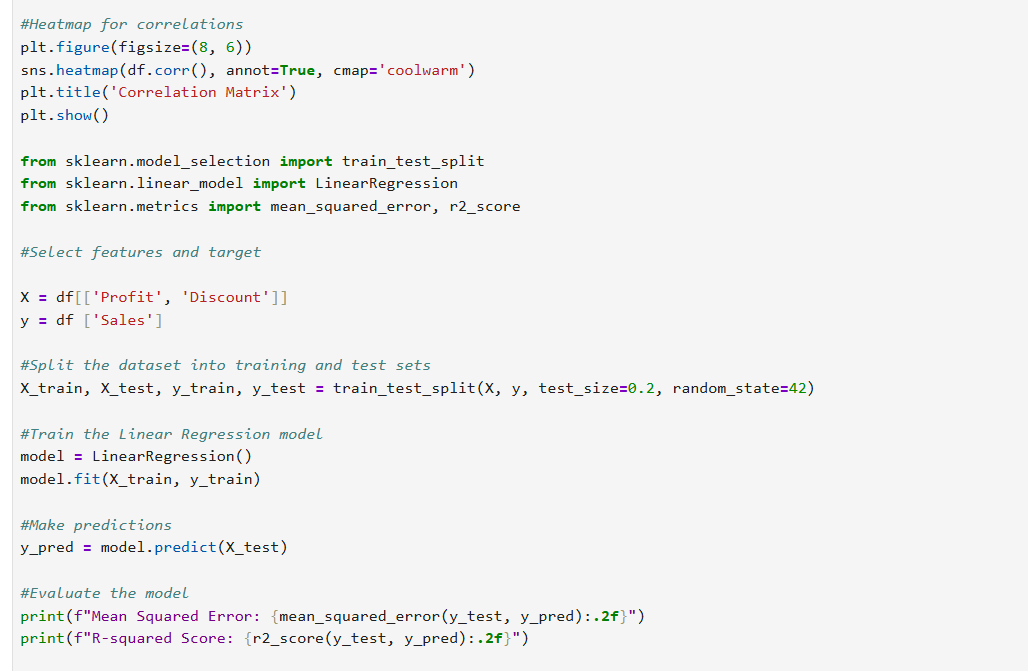 #Heatmap for correlations
plt.figure(figsize=(8, 6))
sns.heatmap(df.corr(), annot=True, cmap='coolwarm')
plt.title('Correlation Matrix')
plt.show()
from sklearn.model_selection import train_test_split
from sklearn.linear_model import LinearRegression
from sklearn.metrics import mean_squared_error, r2_score
#Select features and target
X = df[['Profit', 'Discount']]
y = df ['Sales']
#Split the dataset into training and test sets
X_train, X_test, y_train, y_test = train_test_split(X, y, test_size=0.2, random_state=42)
#Train the Linear Regression model
model = LinearRegression()
model.fit(X_train, y_train)
#Make predictions
y_pred = model.predict(X_test)
#Evaluate the model
print(f"Mean Squared Error: {mean_squared_error(y_test, y_pred):.2f}")
print(f"R-squared Score: {r2_score(y_test, y_pred):.2f}")